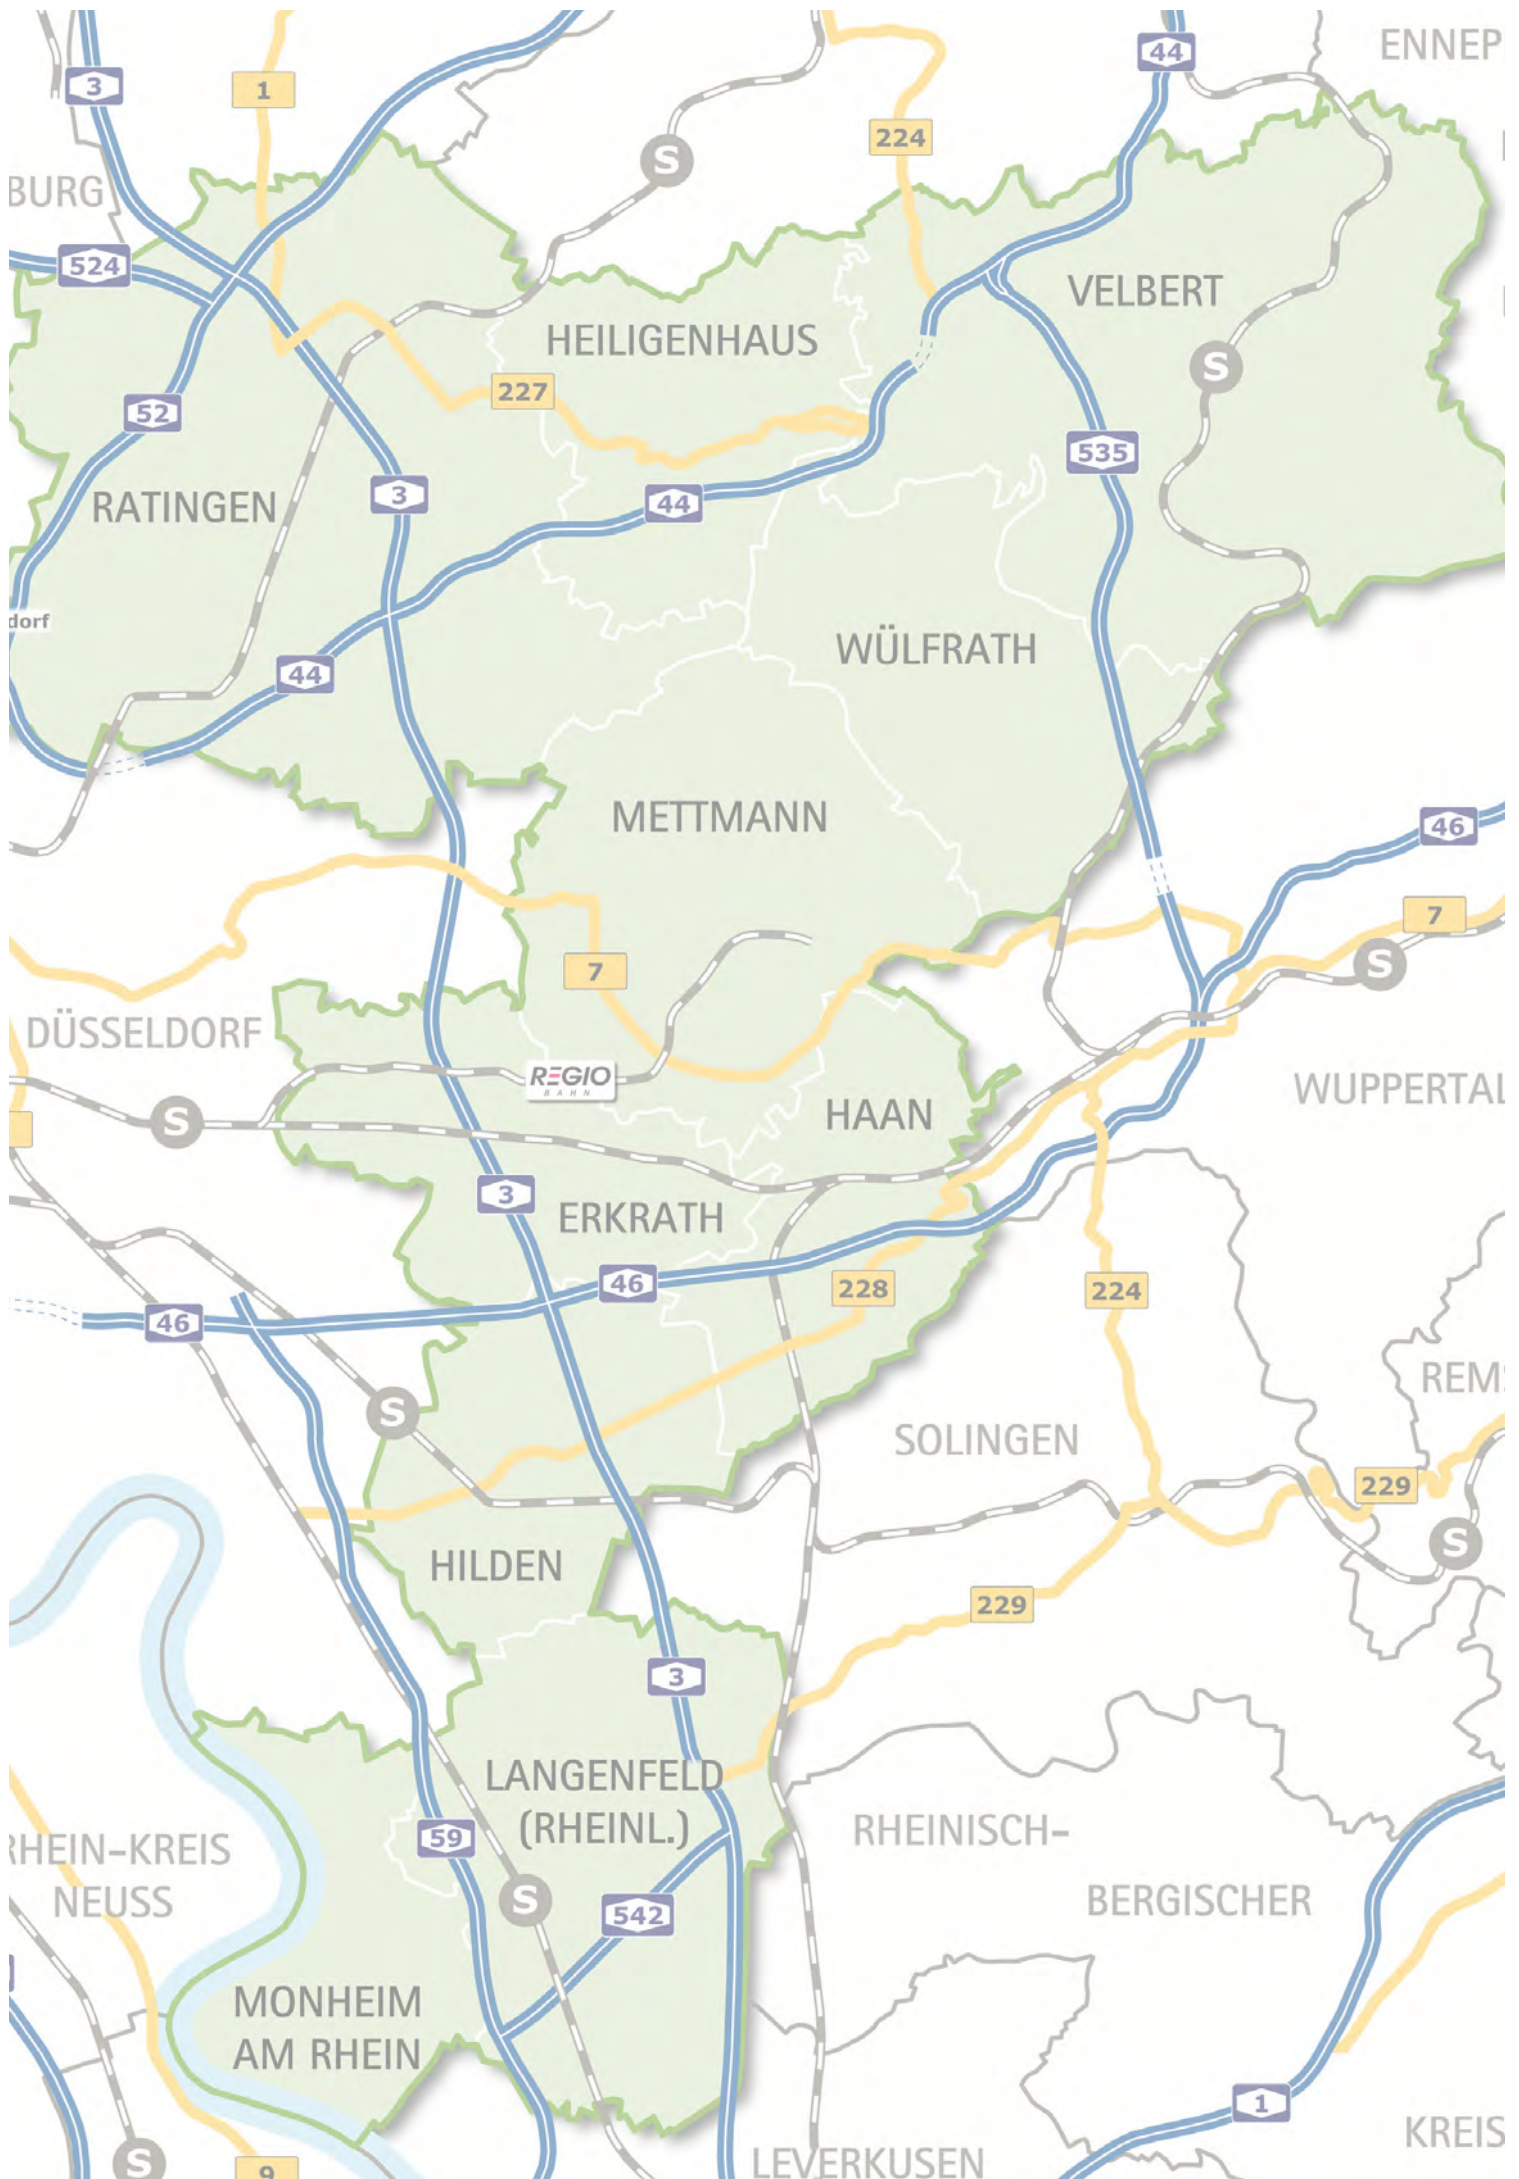 44
ENNEP
3
1
224
S
BURG
524
VELBERT
HEILIGENHAUS
S
227
52
535
3
44
RATINGEN
dorf
WÜLFRATH
44
METTMANN
46
7
S
7
DÜSSELDORF
REGIO
BAHN
WUPPERTAL
HAAN
S
3
ERKRATH
46
228
224
46
REMS
S
SOLINGEN
229
S
HILDEN
229
3
LANGENFELD
(RHEINL.)
59
RHEINISCH-
RHEIN-KREIS
NEUSS
S
542
BERGISCHER
MONHEIM
AM RHEIN
1
KREIS
S
9
LEVERKUSEN